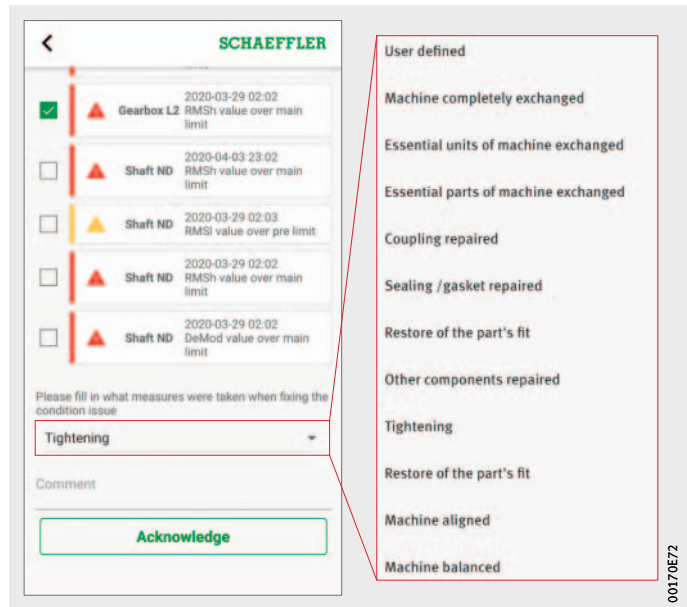 SCHAEFFLER
2020-03-29 02:02
Gearbox L2 RMSh value over main
limit
2020-04-03 23:02
Shaft ND RMSh value over main
limit
2020-03-29 02:03
Shaft ND RMSl value over pre limit
2020-03-29 02:02
Shaft ND RMSh value over main
limit
2020-03-29 02:02
Shaft ND DeMod value over main
limit
Please fill in what measures were taken when fixing the
condition issue
Tightening
Comment
Acknowledge
User defined
Machine completely exchanged
Essential units of machine exchanged
Essential parts of machine exchanged
Coupling repaired
Sealing /gasket repaired
Restore of the part's fit
Other components repaired
Tightening
Restore of the part's fit
Machine aligned
Machine balanced
00170E72